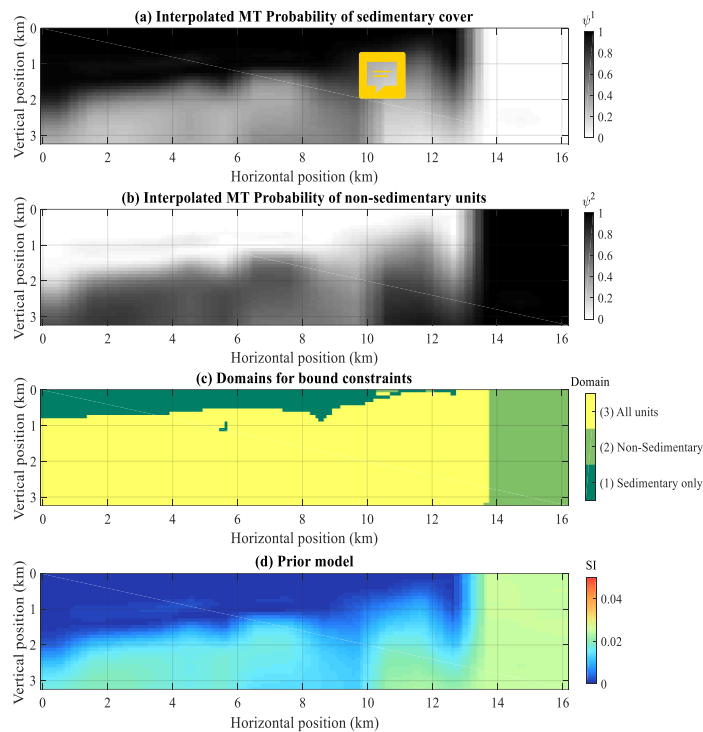 (a) Interpolated MT Probability of sedimentary cover
ψ¹
Vertical position (km)
0
1
2
3
0 2 4 6 8 10 12 14 16
Horizontal position (km)
1
0.8
0.6
0.4
0.2
0
(b) Interpolated MT Probability of non-sedimentary units
ψ²
Vertical position (km)
0
1
2
3
0 2 4 6 8 10 12 14 16
Horizontal position (km)
1
0.8
0.6
0.4
0.2
0
(c) Domains for bound constraints
Domain
Vertical position (km)
0
1
2
3
0 2 4 6 8 10 12 14 16
Horizontal position (km)
(3) All units
(2) Non-Sedimentary
(1) Sedimentary only
(d) Prior model
SI
Vertical position (km)
0
1
2
3
0 2 4 6 8 10 12 14 16
Horizontal position (km)
0.04
0.02
0